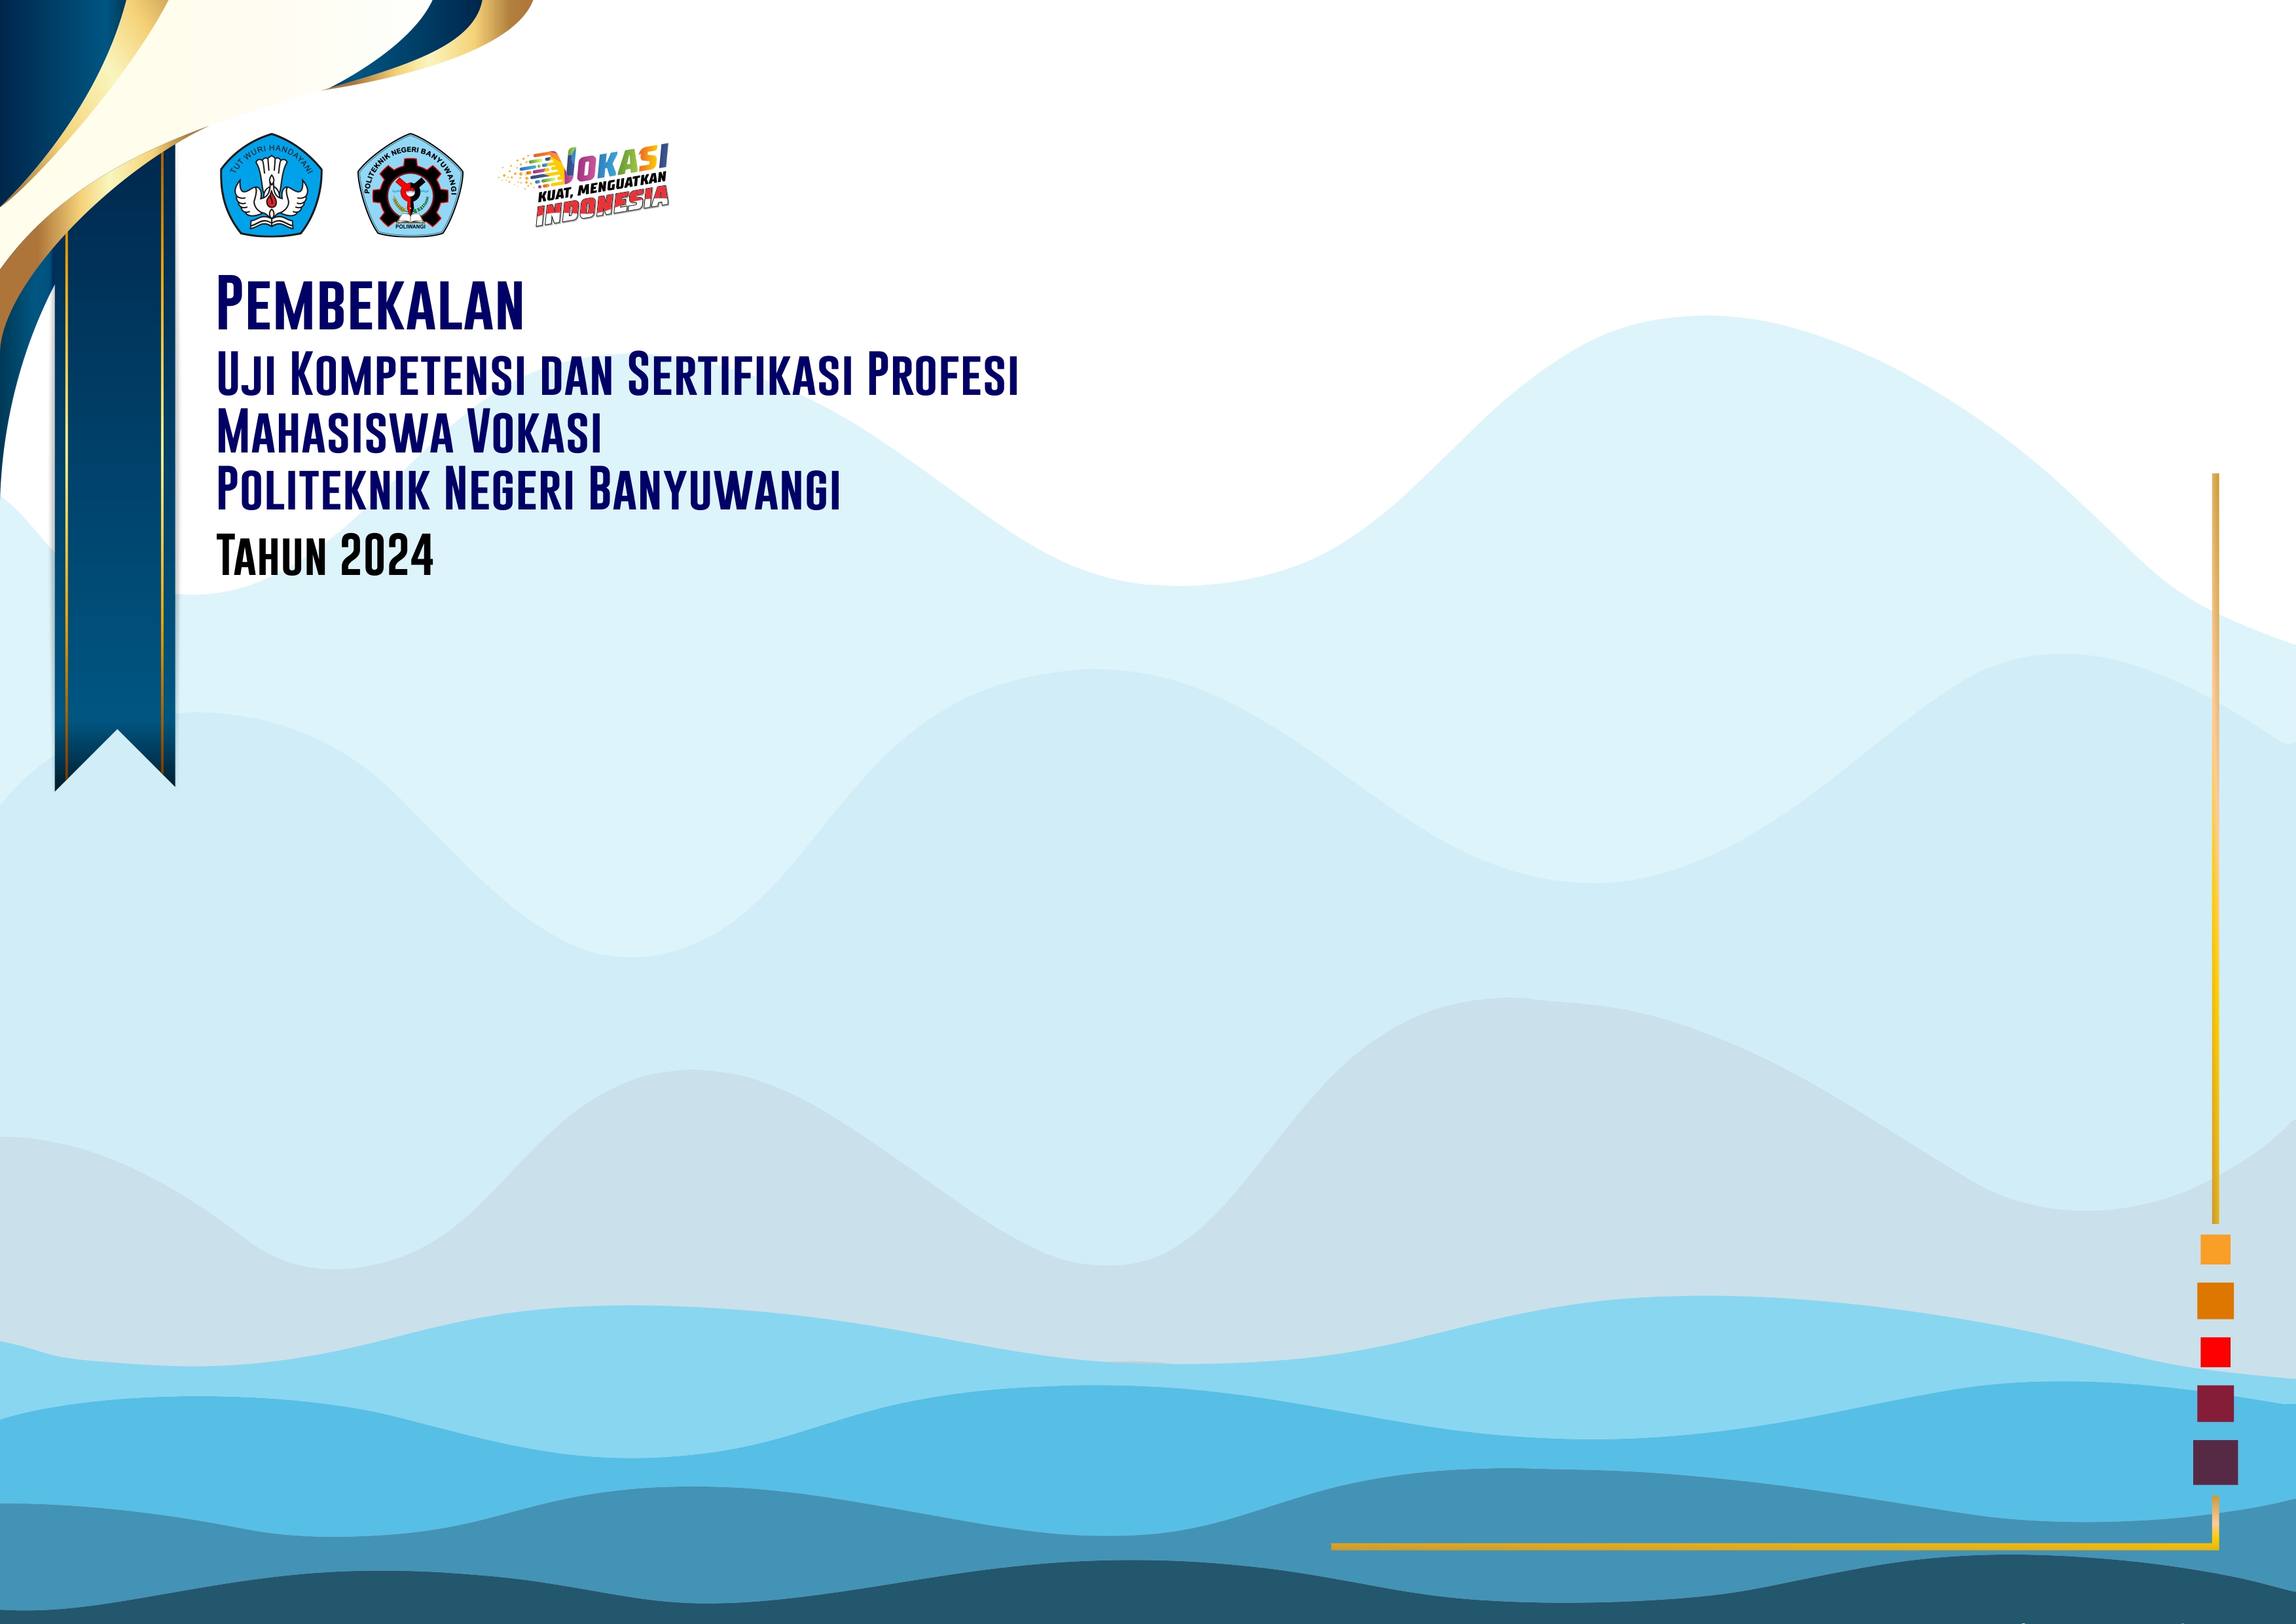 TUT WURI HANDAYANI
POLITEKNIK NEGERI BANYUWANGI
POLIWANGI
VOKASI
KUAT, MENGUATKAN
INDONESIA
PEMBEKALAN
UJI KOMPETENSI DAN SERTIFIKASI PROFESI
MAHASISWA VOKASI
POLITEKNIK NEGERI BANYUWANGI
TAHUN 2024